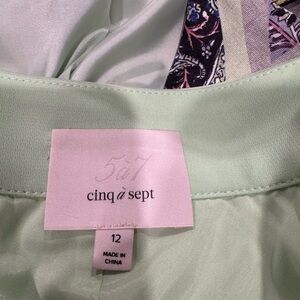 5à7
cinq à sept
12
MADE IN
CHINA